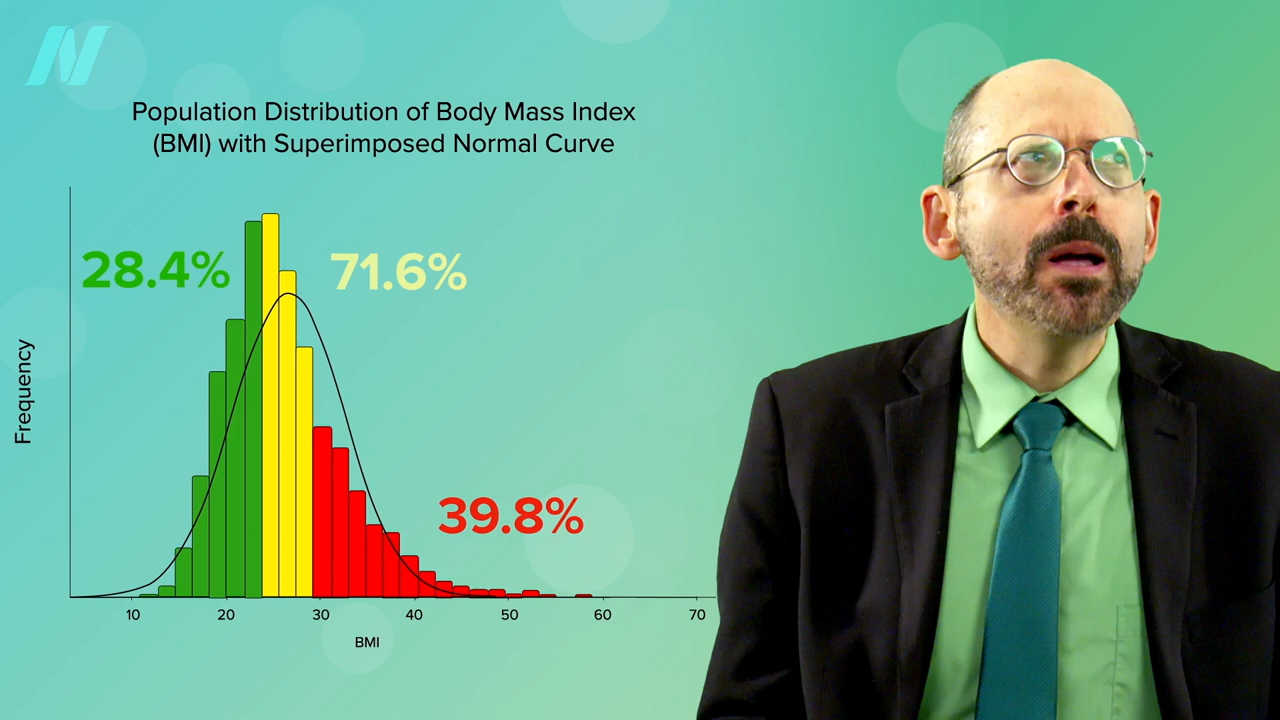 N
Population Distribution of Body Mass Index
(BMI) with Superimposed Normal Curve
28.4%
71.6%
39.8%
Frequency
10 20 30 40 50 60 70
BMI